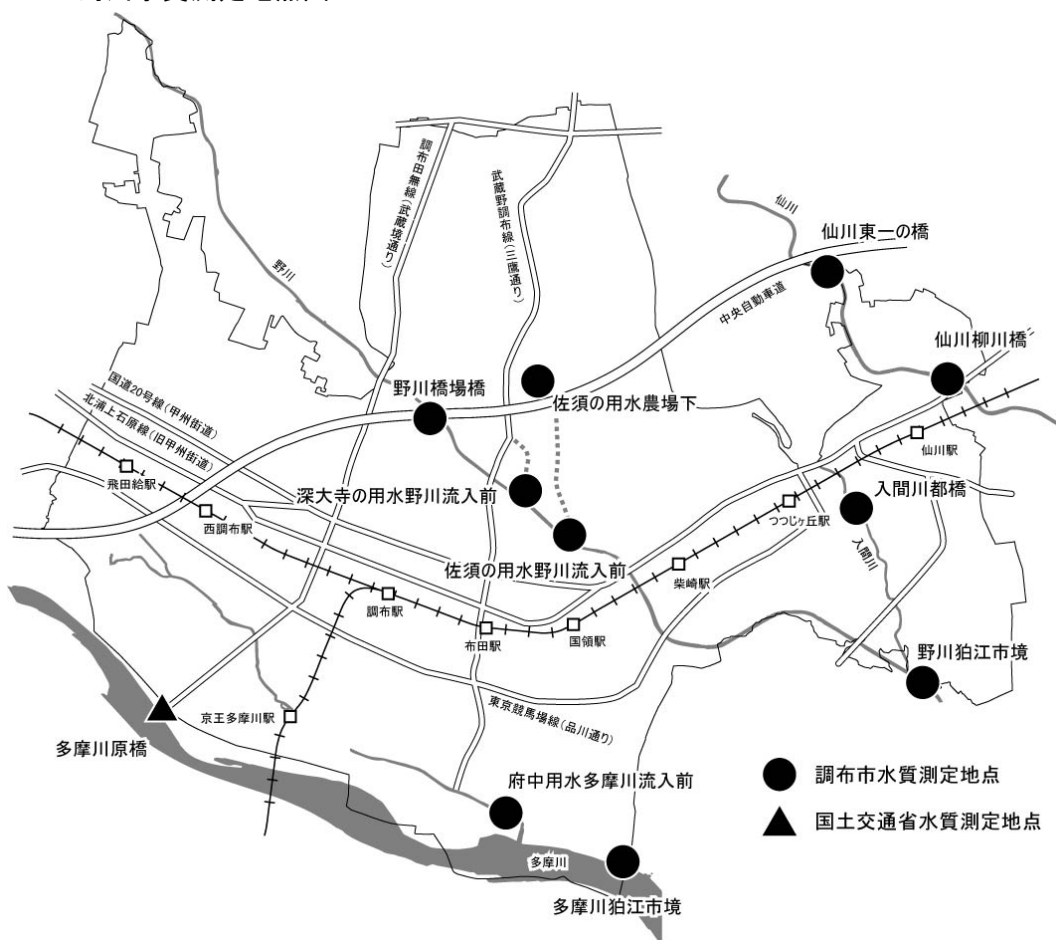 仙川
仙川東一の橋
調布田無線(武蔵境通り)
武蔵野調布線(三鷹通り)
野川
中央自動車道
仙川柳川橋
国道20号線(甲州街道)
北浦上石原線(旧甲州街道)
野川橋場橋
佐須の用水農場下
仙川駅
飛田給駅
深大寺の用水野川流入前
入間川都橋
西調布駅
つつじヶ丘駅
佐須の用水野川流入前
入間川
柴崎駅
調布駅
布田駅
国領駅
野川狛江市境
東京競馬場線(品川通り)
京王多摩川駅
多摩川原橋
府中用水多摩川流入前
調布市水質測定地点
国土交通省水質測定地点
多摩川
多摩川狛江市境